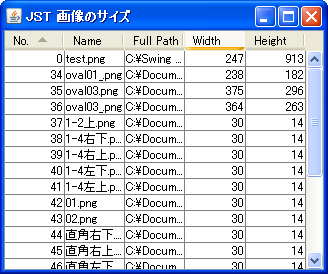 JST 画像のサイズ
No. Name Full Path Width Height
0 test.png C:¥Swing ... 247 913
34 oval01_png C:¥Docum... 238 182
35 oval03.png C:¥Docum... 375 296
36 oval03_png C:¥Docum... 364 263
37 1-2上.png C:¥Docum... 30 14
38 1-4右下.p... C:¥Docum... 30 14
39 1-4右上.png C:¥Docum... 30 14
40 1-4左下.p... C:¥Docum... 30 14
41 1-4左上.png C:¥Docum... 30 14
42 01.png C:¥Docum... 30 14
43 02.png C:¥Docum... 30 14
44 直角右下.... C:¥Docum... 30 14
45 直角右上.... C:¥Docum... 30 14
46 直角左下.... C:¥Docum... 30 14